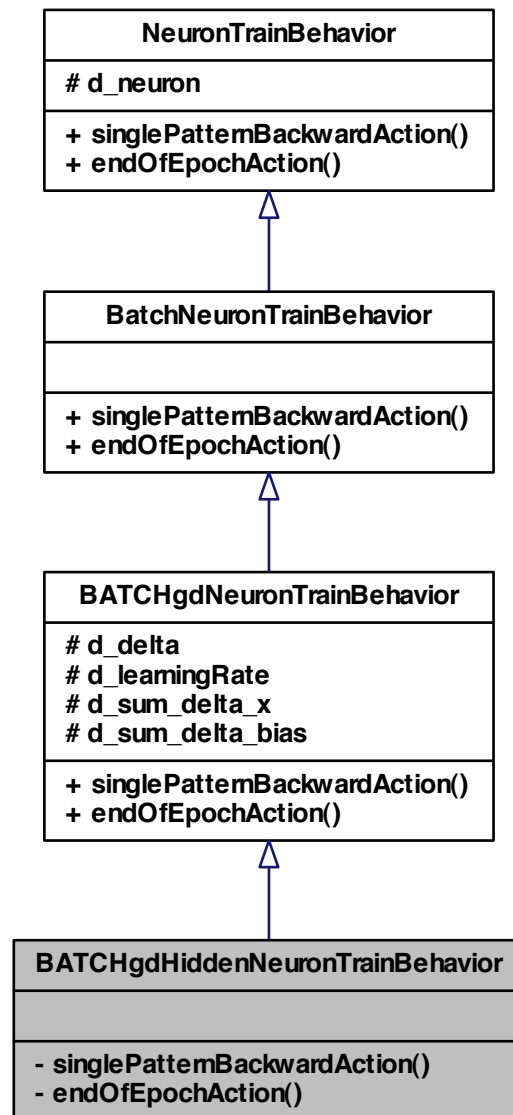 NeuronTrainBehavior
# d_neuron
+ singlePatternBackwardAction()
+ endOfEpochAction()
BatchNeuronTrainBehavior
+ singlePatternBackwardAction()
+ endOfEpochAction()
BATCHgdNeuronTrainBehavior
# d_delta
# d_learningRate
# d_sum_delta_x
# d_sum_delta_bias
+ singlePatternBackwardAction()
+ endOfEpochAction()
BATCHgdHiddenNeuronTrainBehavior
- singlePatternBackwardAction()
- endOfEpochAction()